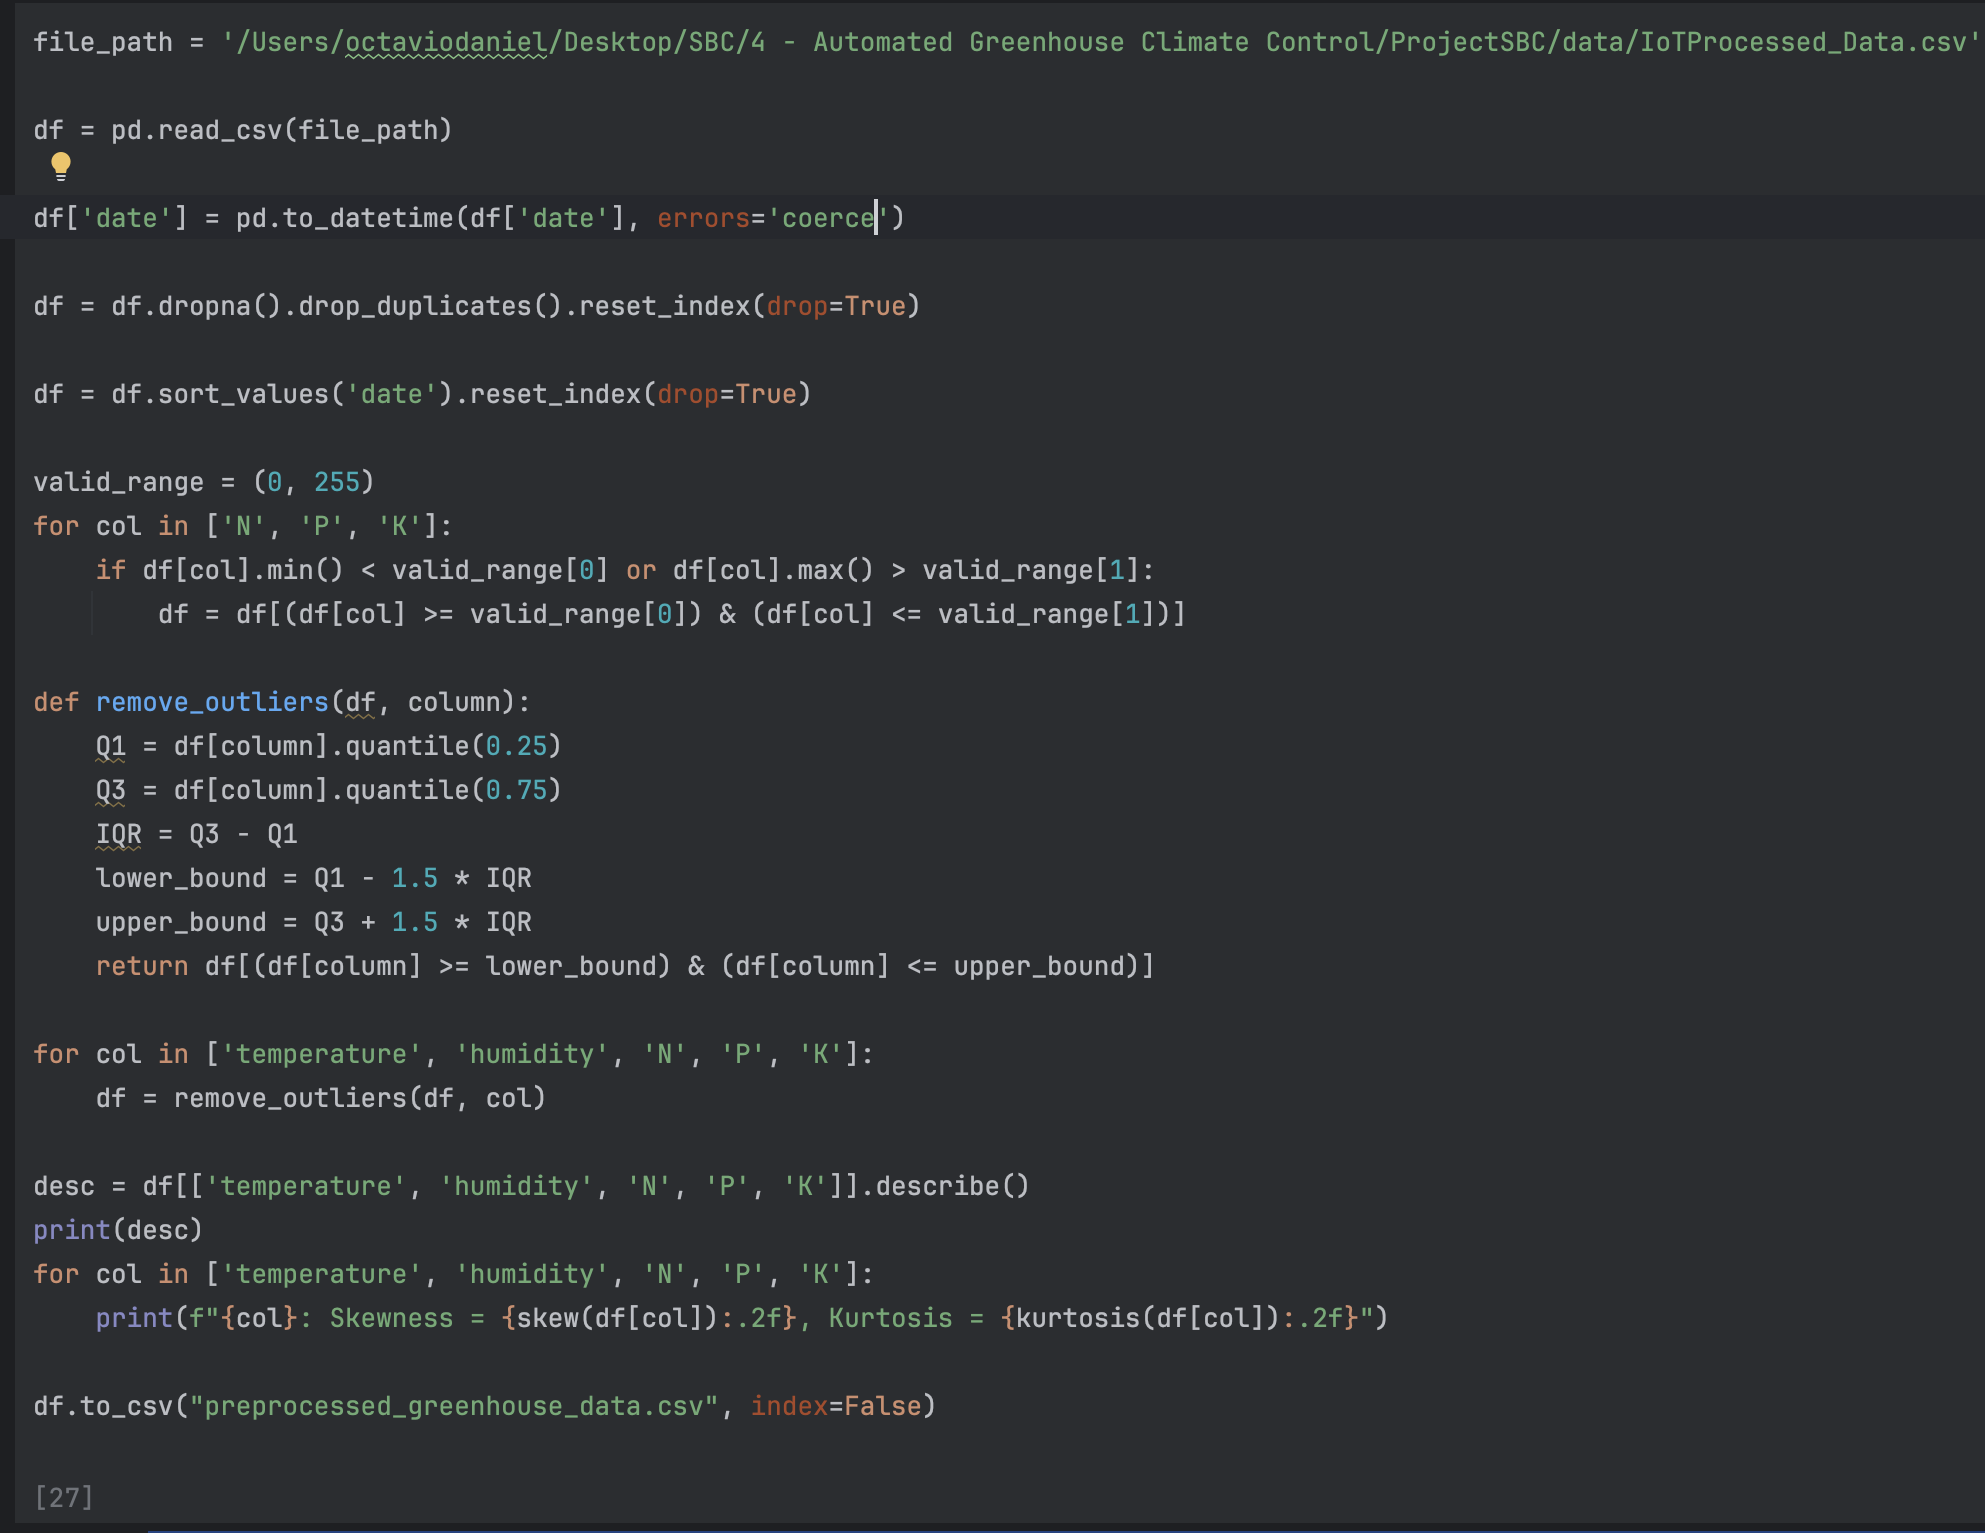 file_path = '/Users/octaviodaniel/Desktop/SBC/4 - Automated Greenhouse Climate Control/ProjectSBC/data/IoTProcessed_Data.csv'
df = pd.read_csv(file_path)
df['date'] = pd.to_datetime(df['date'], errors='coerce')
df = df.dropna().drop_duplicates().reset_index(drop=True)
df = df.sort_values('date').reset_index(drop=True)
valid_range = (0, 255)
for col in ['N', 'P', 'K']:
    if df[col].min() < valid_range[0] or df[col].max() > valid_range[1]:
        df = df[(df[col] >= valid_range[0]) & (df[col] <= valid_range[1])]
def remove_outliers(df, column):
    Q1 = df[column].quantile(0.25)
    Q3 = df[column].quantile(0.75)
    IQR = Q3 - Q1
    lower_bound = Q1 - 1.5 * IQR
    upper_bound = Q3 + 1.5 * IQR
    return df[(df[column] >= lower_bound) & (df[column] <= upper_bound)]
for col in ['temperature', 'humidity', 'N', 'P', 'K']:
    df = remove_outliers(df, col)
desc = df[['temperature', 'humidity', 'N', 'P', 'K']].describe()
print(desc)
for col in ['temperature', 'humidity', 'N', 'P', 'K']:
    print(f"{col}: Skewness = {skew(df[col]):.2f}, Kurtosis = {kurtosis(df[col]):.2f}")
df.to_csv("preprocessed_greenhouse_data.csv", index=False)
[27]